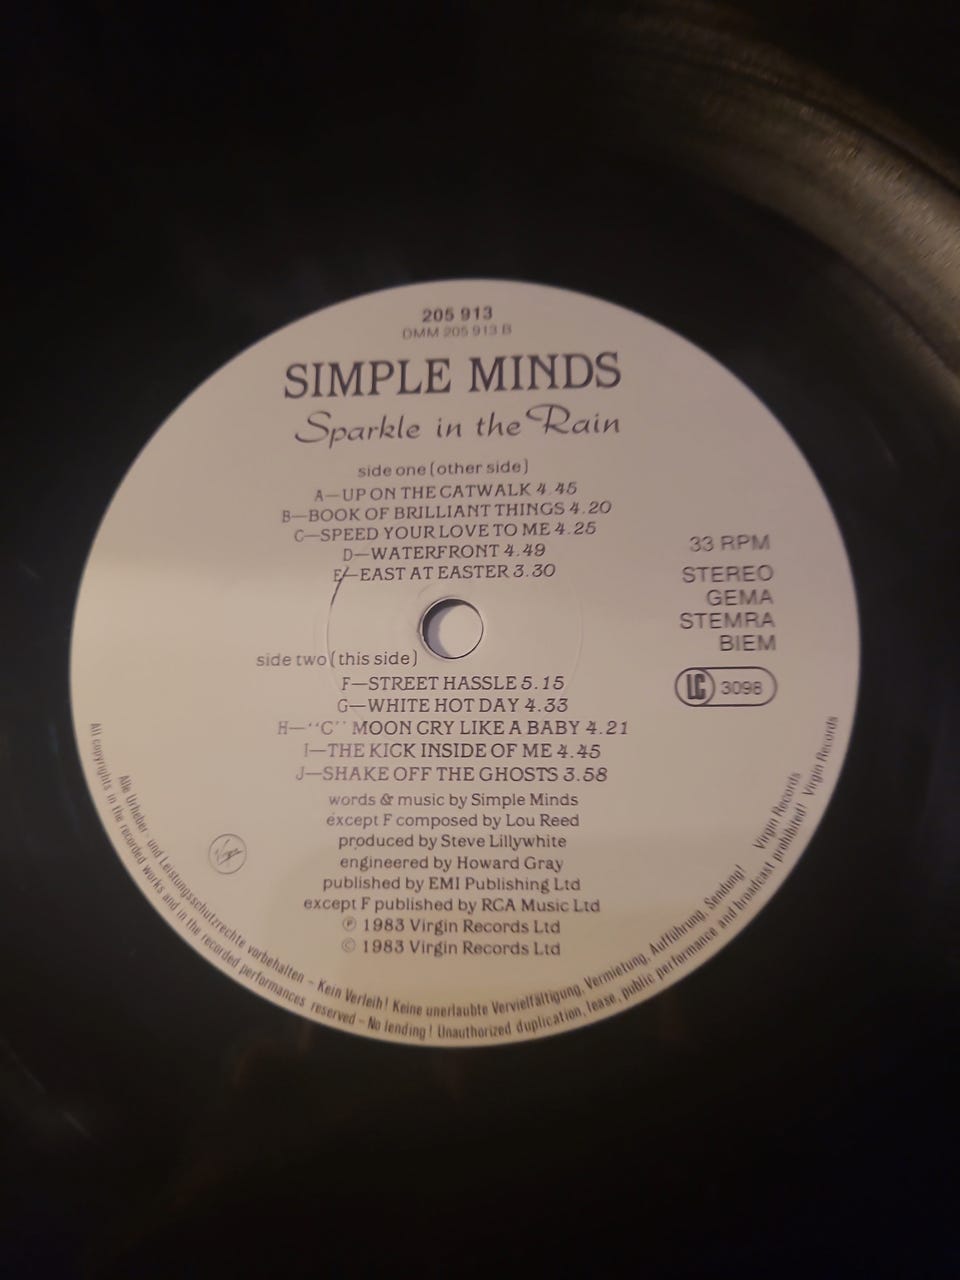 205 913
DMM 205 913 B
SIMPLE MINDS
Sparkle in the Rain
side one (other side)
A—UP ON THE CATWALK 4.45
B—BOOK OF BRILLIANT THINGS 4.20
C—SPEED YOUR LOVE TO ME 4.25
D—WATERFRONT 4.49
E—EAST AT EASTER 3.30
33 RPM
STEREO
GEMA
STEMRA
BIEM
LC 3098
side two (this side)
F—STREET HASSLE 5.15
G—WHITE HOT DAY 4.33
H—"C" MOON CRY LIKE A BABY 4.21
I—THE KICK INSIDE OF ME 4.45
J—SHAKE OFF THE GHOSTS 3.58
words & music by Simple Minds
except F composed by Lou Reed
produced by Steve Lillywhite
engineered by Howard Gray
published by EMI Publishing Ltd
except F published by RCA Music Ltd
℗ 1983 Virgin Records Ltd
© 1983 Virgin Records Ltd
Virgin
Alle Urheber- und Leistungsschutzrechte vorbehalten – Kein Verleih! Keine unerlaubte Vervielfältigung, Vermietung, Aufführung, Sendung! Virgin Records
All copyrights in the recorded works and in the recorded performances reserved – No lending! Unauthorized duplication, lease, public performance and broadcast prohibited! Virgin Records